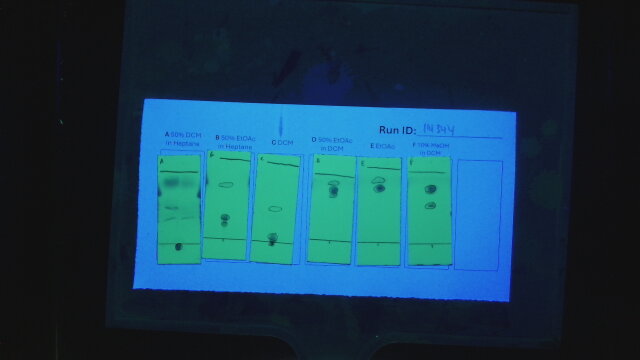 Run ID: 14344
A 50% DCM
in Heptane
B 50% EtOAc
in Heptane
C DCM
D 50% EtOAc
in DCM
E EtOAc
F 10% MeOH
in DCM
A
B
C
E